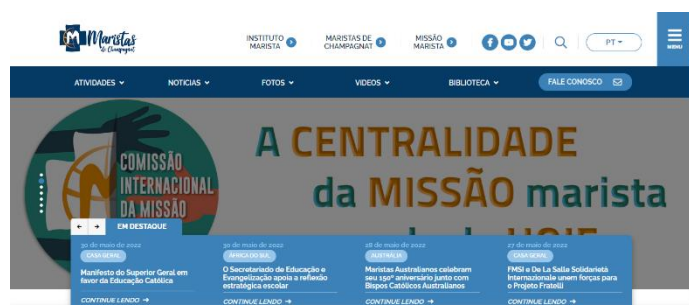 Maristas
de Champagnat
INSTITUTO
MARISTA
MARISTAS DE
CHAMPAGNAT
MISSÃO
MARISTA
PT
MENU
ATIVIDADES
NOTICIAS
FOTOS
VIDEOS
BIBLIOTECA
FALE CONOSCO
COMISSÃO
INTERNACIONAL
DA MISSÃO
A CENTRALIDADE
da MISSÃO marista
EM DESTAQUE
30 de maio de 2022
CASA GERAL
Manifesto do Superior Geral em
favor da Educação Católica
CONTINUE LENDO →
30 de maio de 2022
ÁFRICA DO SUL
O Secretariado de Educação e
Evangelização apoia a reflexão
estratégica escolar
CONTINUE LENDO →
28 de maio de 2022
AUSTRÁLIA
Maristas Australianos celebram
seu 150º aniversário junto com
Bispos Católicos Australianos
CONTINUE LENDO →
27 de maio de 2022
CASA GERAL
FMSI e De La Salle Solidarietà
Internazionale unem forças para
o Projeto Fratelli
CONTINUE LENDO →